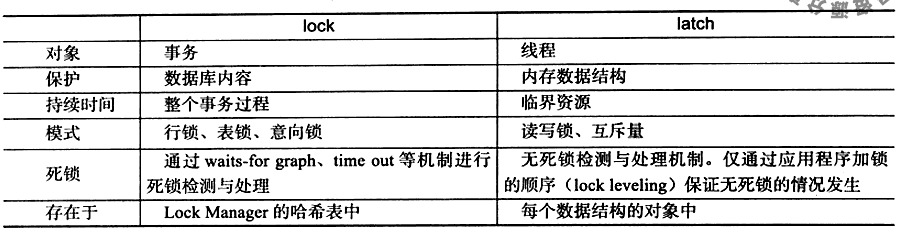 lock latch
对象 事务 线程
保护 数据库内容 内存数据结构
持续时间 整个事务过程 临界资源
模式 行锁、表锁、意向锁 读写锁、互斥量
死锁 通过 waits-for graph、time out 等机制进行死锁检测与处理 无死锁检测与处理机制。仅通过应用程序加锁的顺序（lock leveling）保证无死锁的情况发生
存在于 Lock Manager 的哈希表中 每个数据结构的对象中